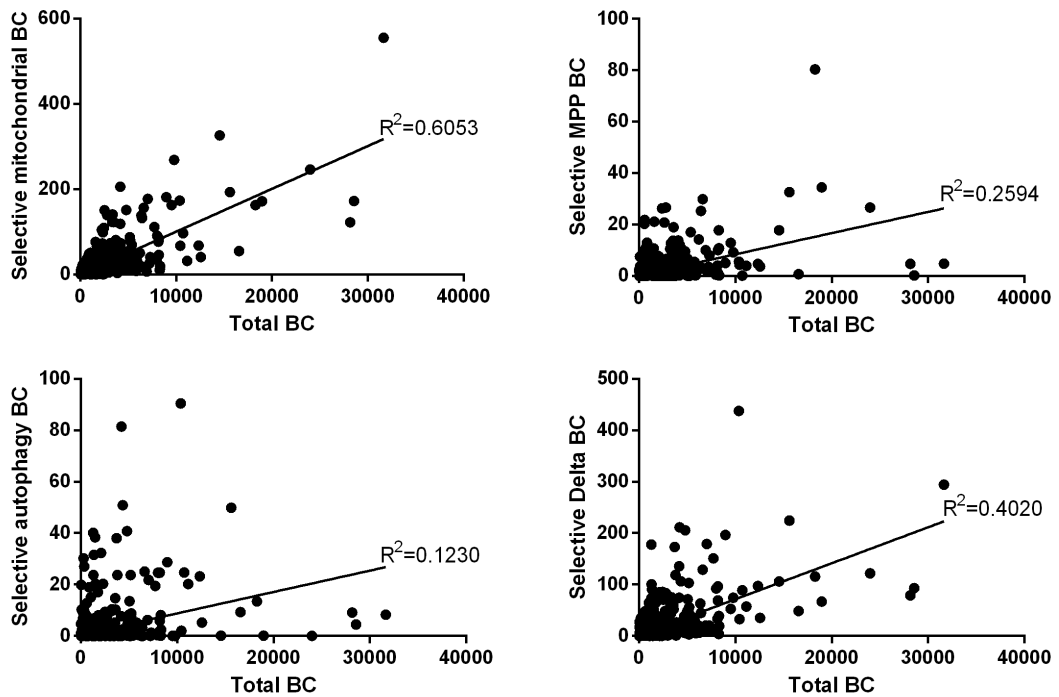 Selective mitochondrial BC
600
400
200
0
R²=0.6053
0 10000 20000 30000 40000
Total BC
Selective MPP BC
100
80
60
40
20
0
R²=0.2594
0 10000 20000 30000 40000
Total BC
Selective autophagy BC
100
80
60
40
20
0
R²=0.1230
0 10000 20000 30000 40000
Total BC
Selective Delta BC
500
400
300
200
100
0
R²=0.4020
0 10000 20000 30000 40000
Total BC